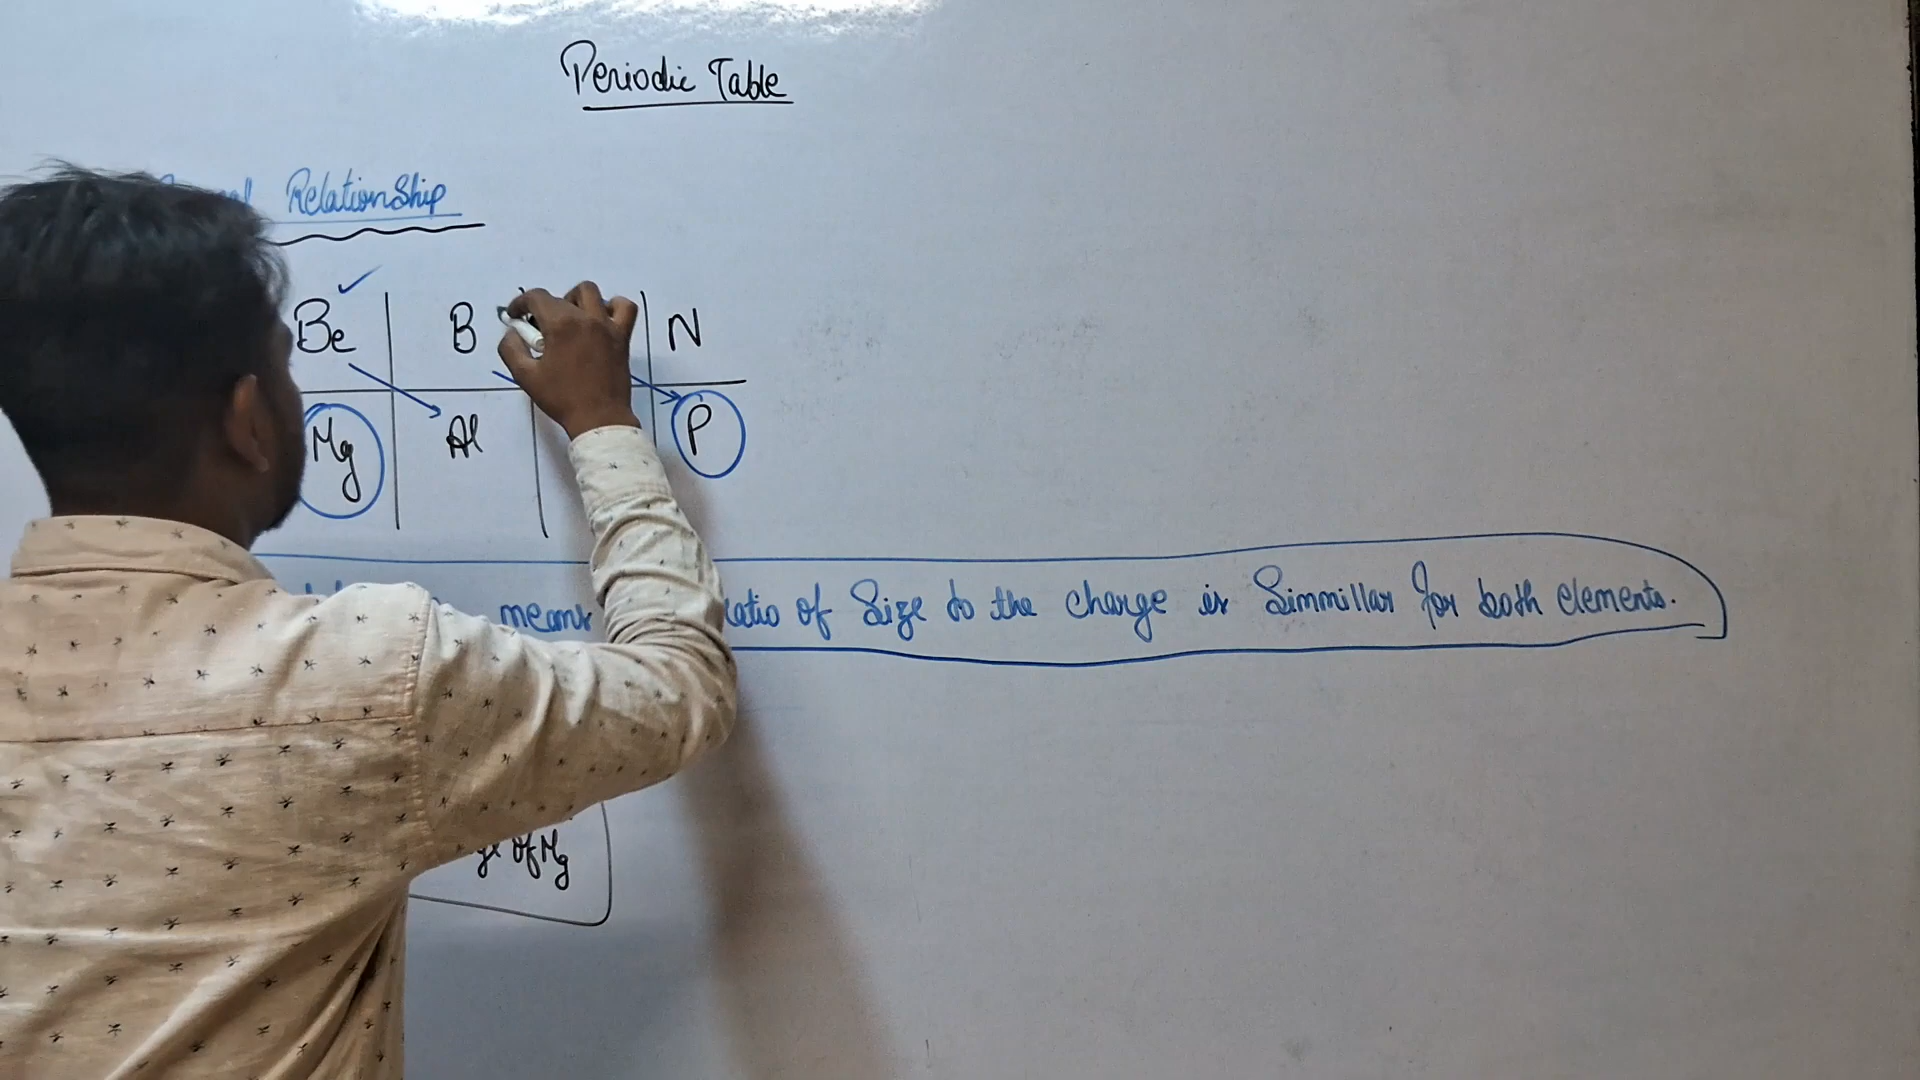 Periodic Table
RelationShip
Be B N
Mg Al P
means ratio of Size to the charge is Simmillar for both elements.
of Mg